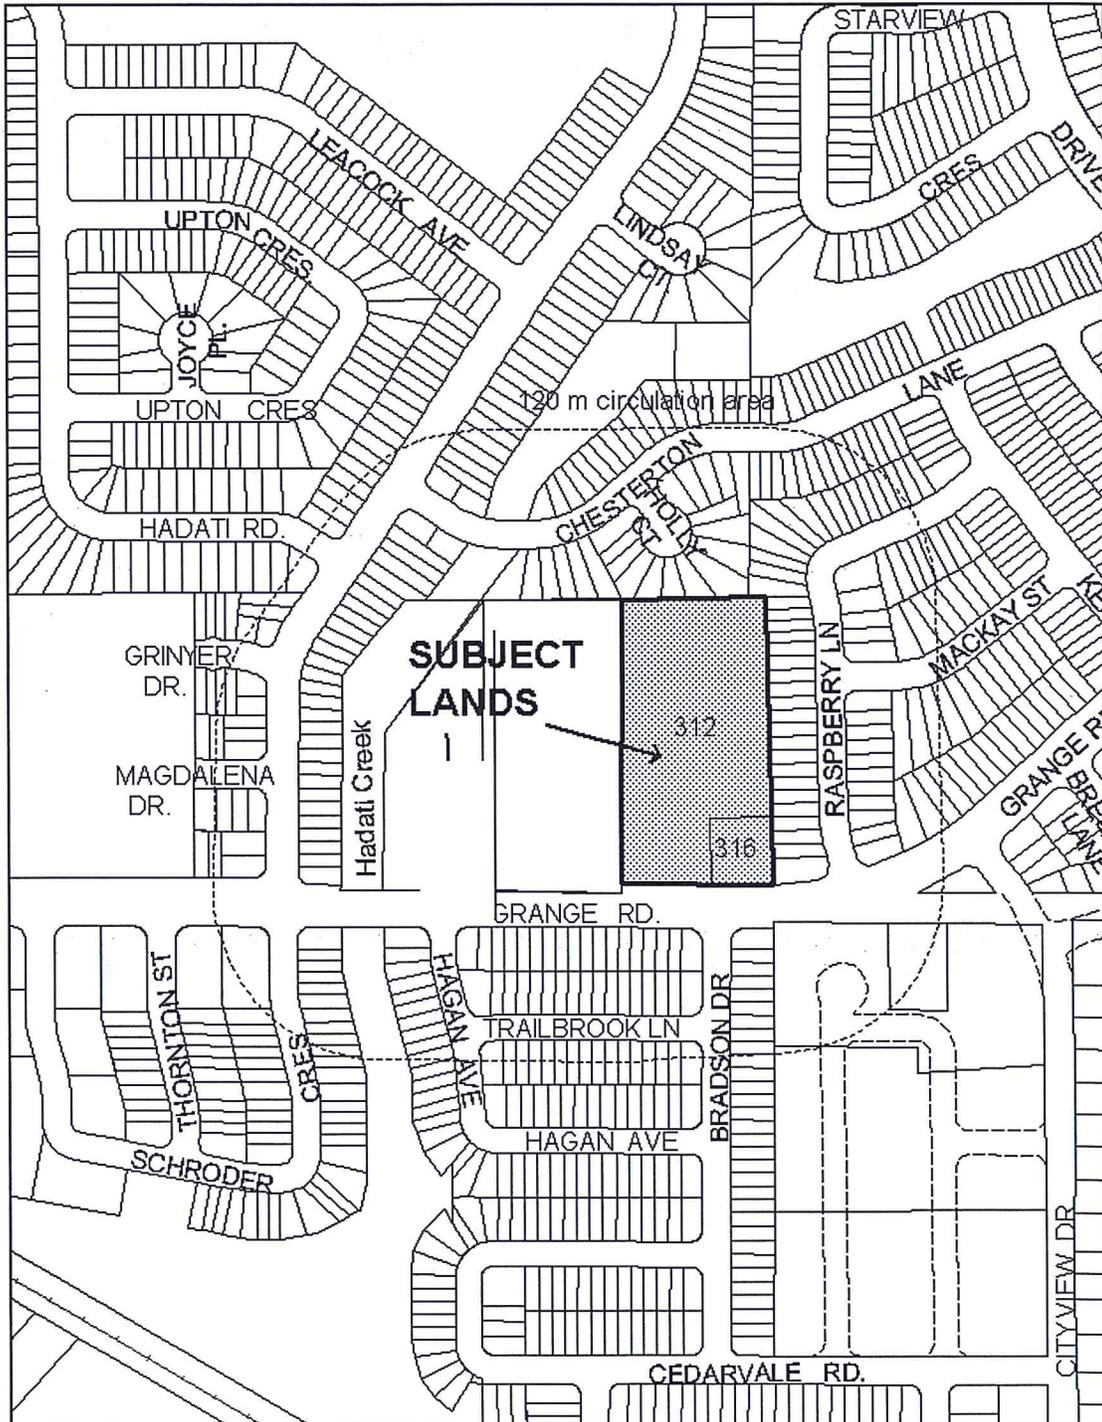 STARVIEW
DRIVE
CRES
LEACOCK AVE
LINDSAY
CT
UPTON
CRES.
JOYCE
PL.
UPTON CRES
120 m circulation area
LANE
CHESTERTON
HOLLY
CT
HADATI RD.
GRINYER
DR.
SUBJECT
LANDS
312
316
RASPBERRY LN
MACKAY ST
GRANGE
LANE
MAGDALENA
DR.
Hadati Creek
GRANGE RD.
THORNTON ST
CRES
HAGAN AVE
TRAILBROOK LN
BRADSON DR
HAGAN AVE
SCHRODER
CITYVIEW DR
CEDARVALE RD.